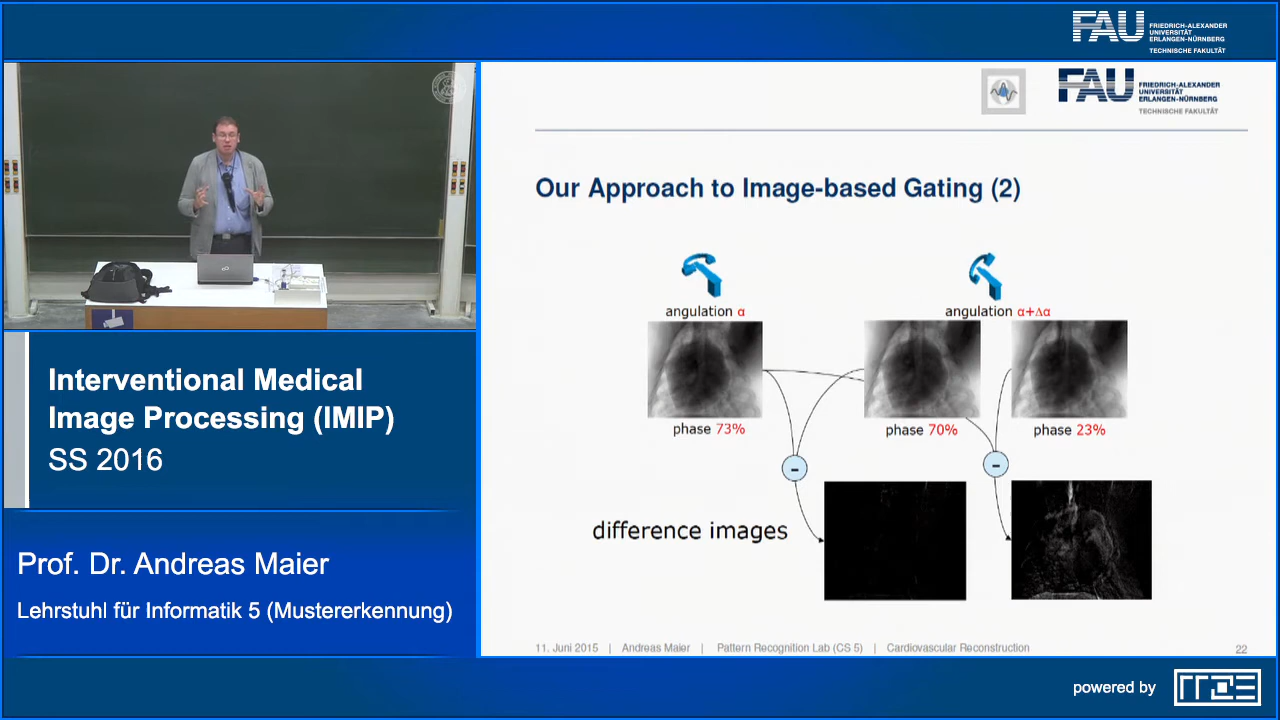 FAU FRIEDRICH-ALEXANDER
UNIVERSITÄT
ERLANGEN-NÜRNBERG
TECHNISCHE FAKULTÄT
FAU FRIEDRICH-ALEXANDER
UNIVERSITÄT
ERLANGEN-NÜRNBERG
TECHNISCHE FAKULTÄT
Our Approach to Image-based Gating (2)
angulation α
angulation α+Δα
phase 73%
phase 70%
phase 23%
-
-
difference images
11. Juni 2015 | Andreas Maier | Pattern Recognition Lab (CS 5) | Cardiovascular Reconstruction
22
Interventional Medical
Image Processing (IMIP)
SS 2016
Prof. Dr. Andreas Maier
Lehrstuhl für Informatik 5 (Mustererkennung)
powered by
RRZE